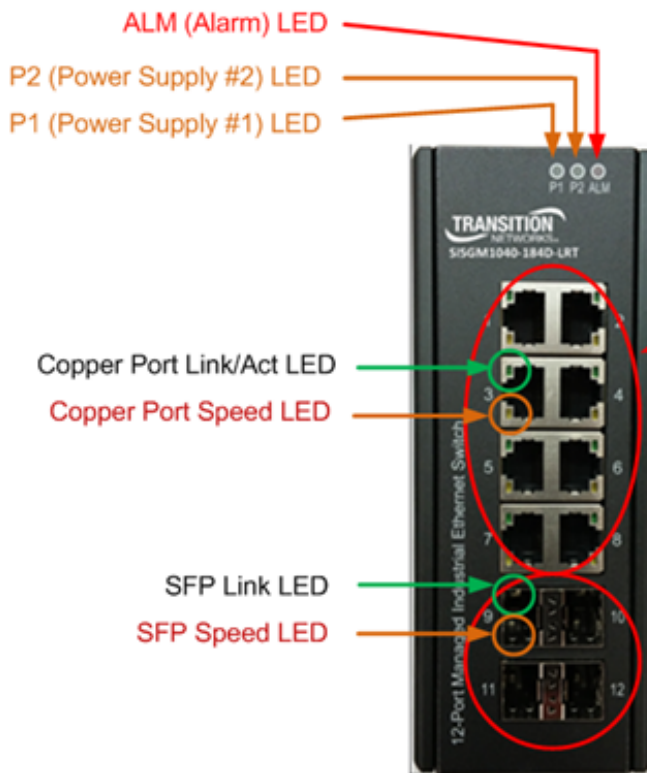 ALM (Alarm) LED
P2 (Power Supply #2) LED
P1 (Power Supply #1) LED
P1 P2 ALM
TRANSITION
NETWORKS
SISGM1040-184D-LRT
1 2
Copper Port Link/Act LED
3 4
Copper Port Speed LED
5 6
7 8
SFP Link LED
9 10
SFP Speed LED
11 12
12-Port Managed Industrial Ethernet Switch